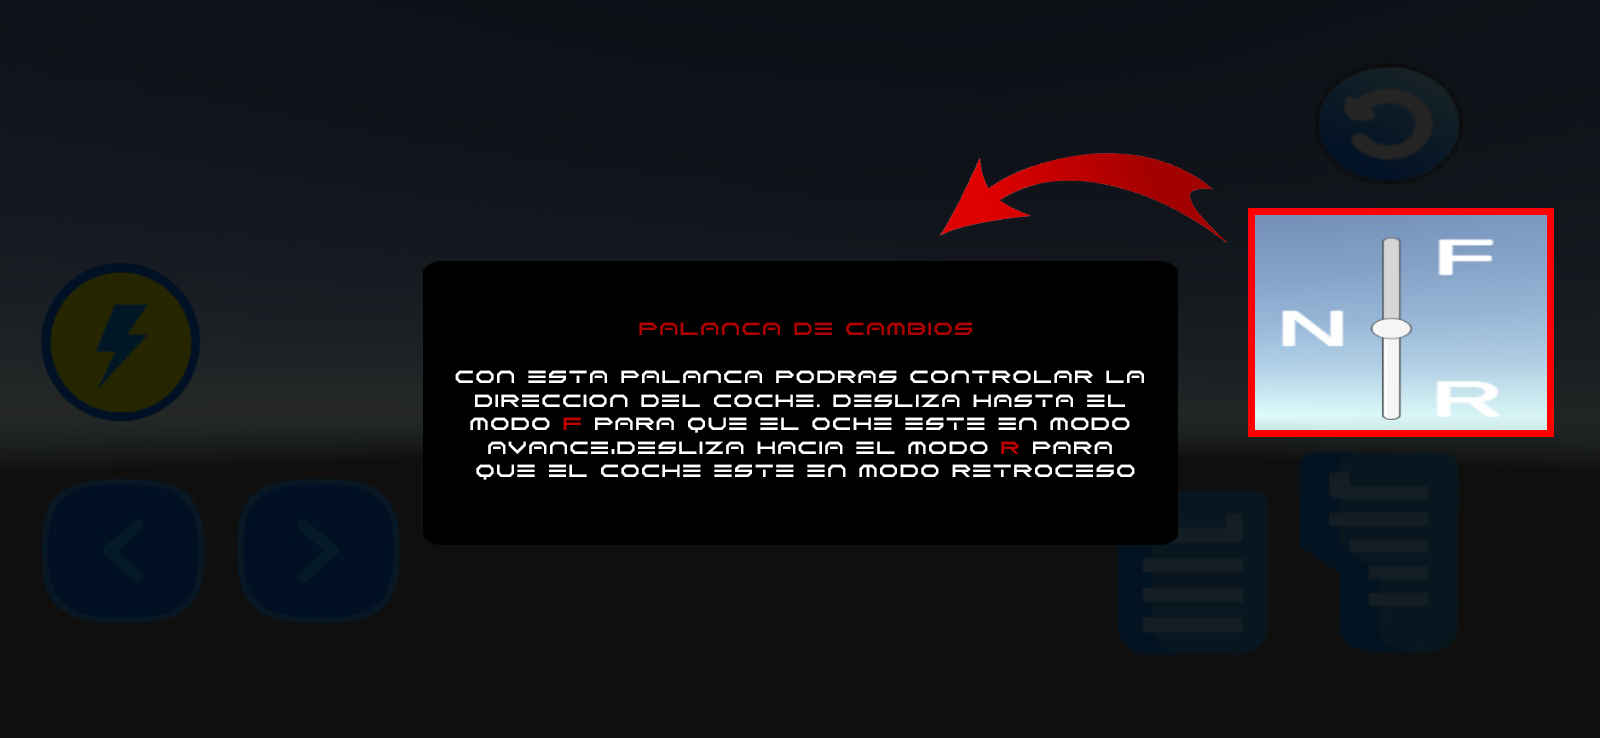 PALANCA DE CAMBIOS
CON ESTA PALANCA PODRAS CONTROLAR LA
DIRECCION DEL COCHE. DESLIZA HASTA EL
MODO F PARA QUE EL OCHE ESTE EN MODO
AVANCE,DESLIZA HACIA EL MODO R PARA
QUE EL COCHE ESTE EN MODO RETROCESO
F
N
R